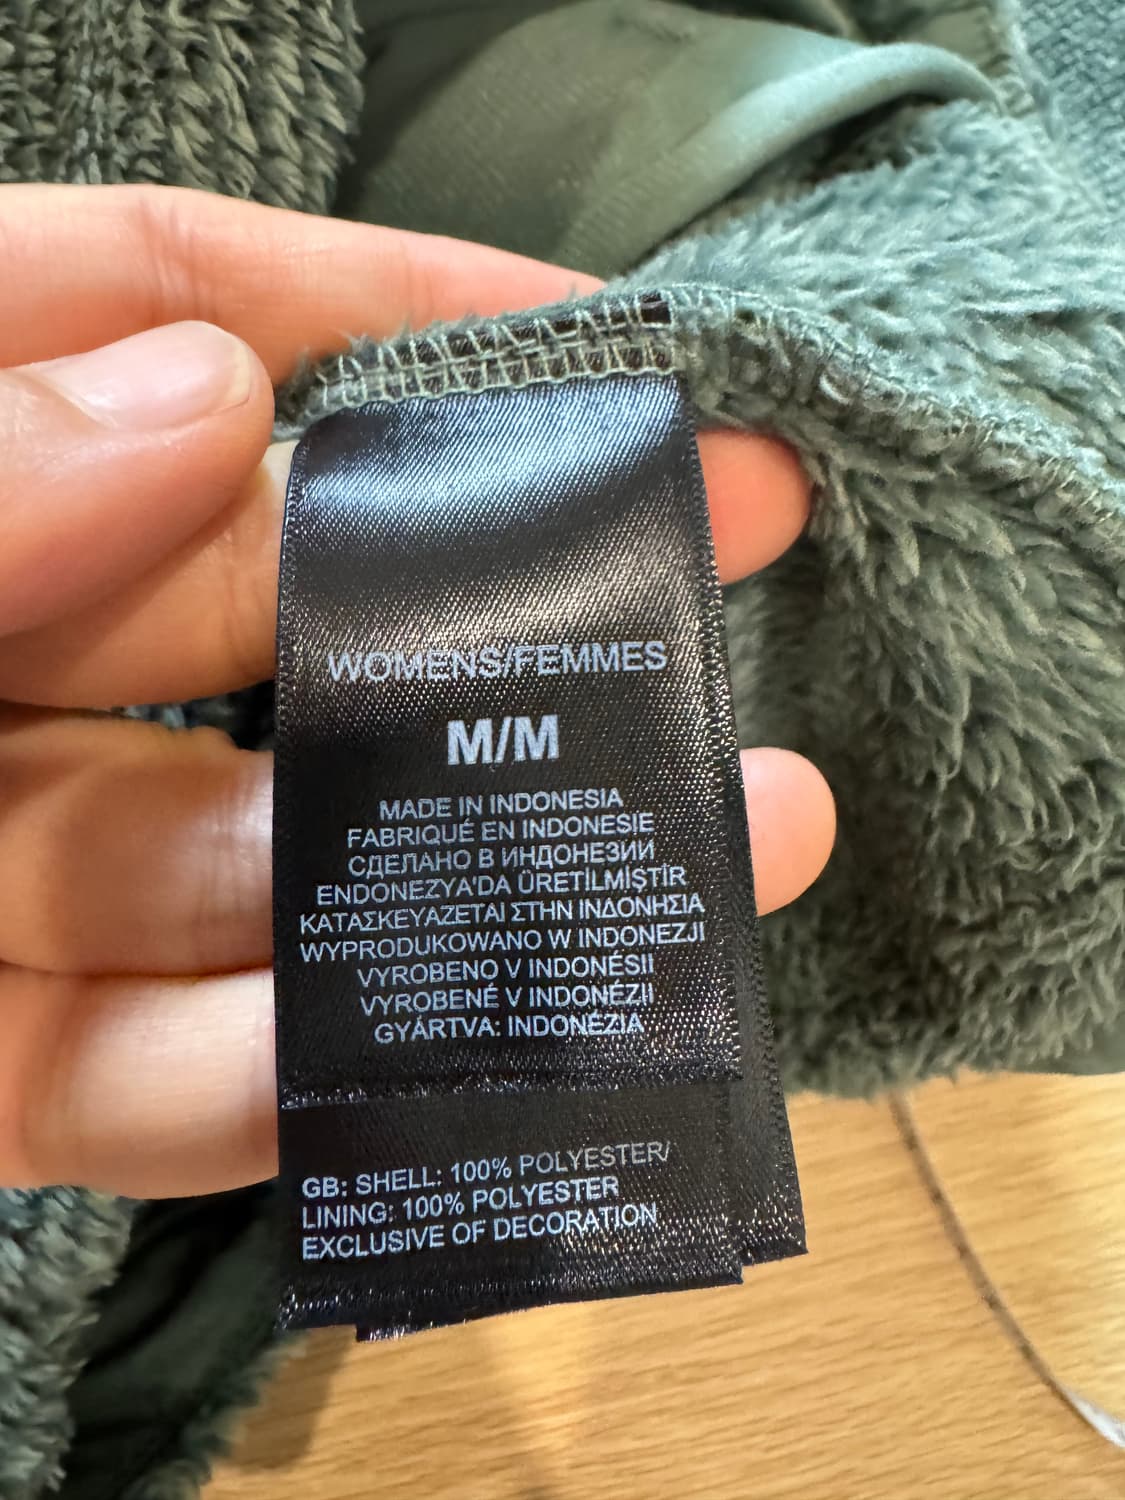 WOMENS/FEMMES
M/M
MADE IN INDONESIA
FABRIQUÉ EN INDONESIE
СДЕЛАНО В ИНДОНЕЗИИ
ENDONEZYA'DA ÜRETİLMİŞTİR
ΚΑΤΑΣΚΕΥΑΖΕΤΑΙ ΣΤΗΝ ΙΝΔΟΝΗΣΙΑ
WYPRODUKOWANO W INDONEZJI
VYROBENO V INDONÉSII
VYROBENÉ V INDONÉZII
GYÁRTVA: INDONÉZIA
GB: SHELL: 100% POLYESTER/
LINING: 100% POLYESTER
EXCLUSIVE OF DECORATION